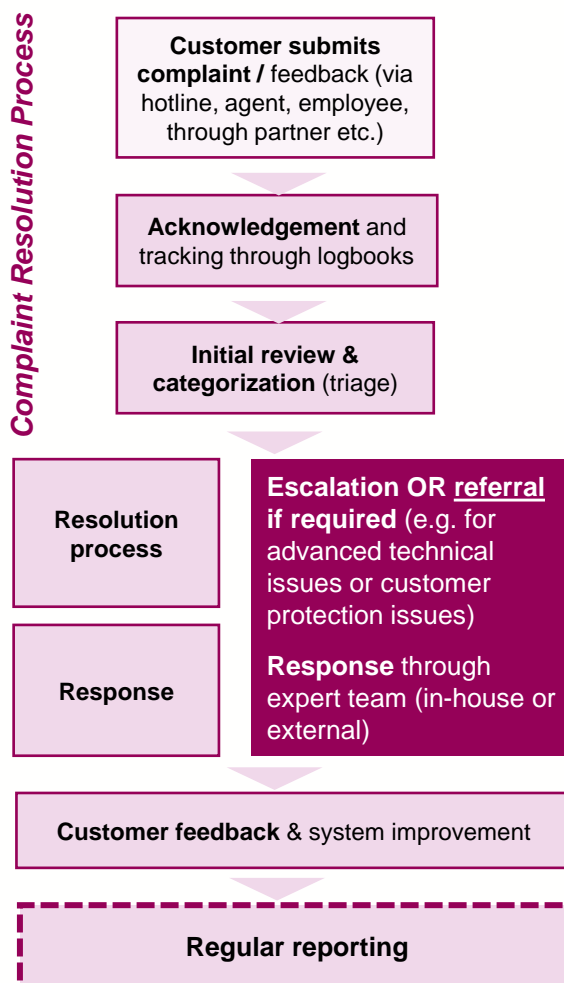 Complaint Resolution Process
Customer submits
complaint / feedback (via
hotline, agent, employee,
through partner etc.)
Acknowledgement and
tracking through logbooks
Initial review &
categorization (triage)
Resolution
process
Response
Escalation OR referral
if required (e.g. for
advanced technical
issues or customer
protection issues)
Response through
expert team (in-house or
external)
Customer feedback & system improvement
Regular reporting